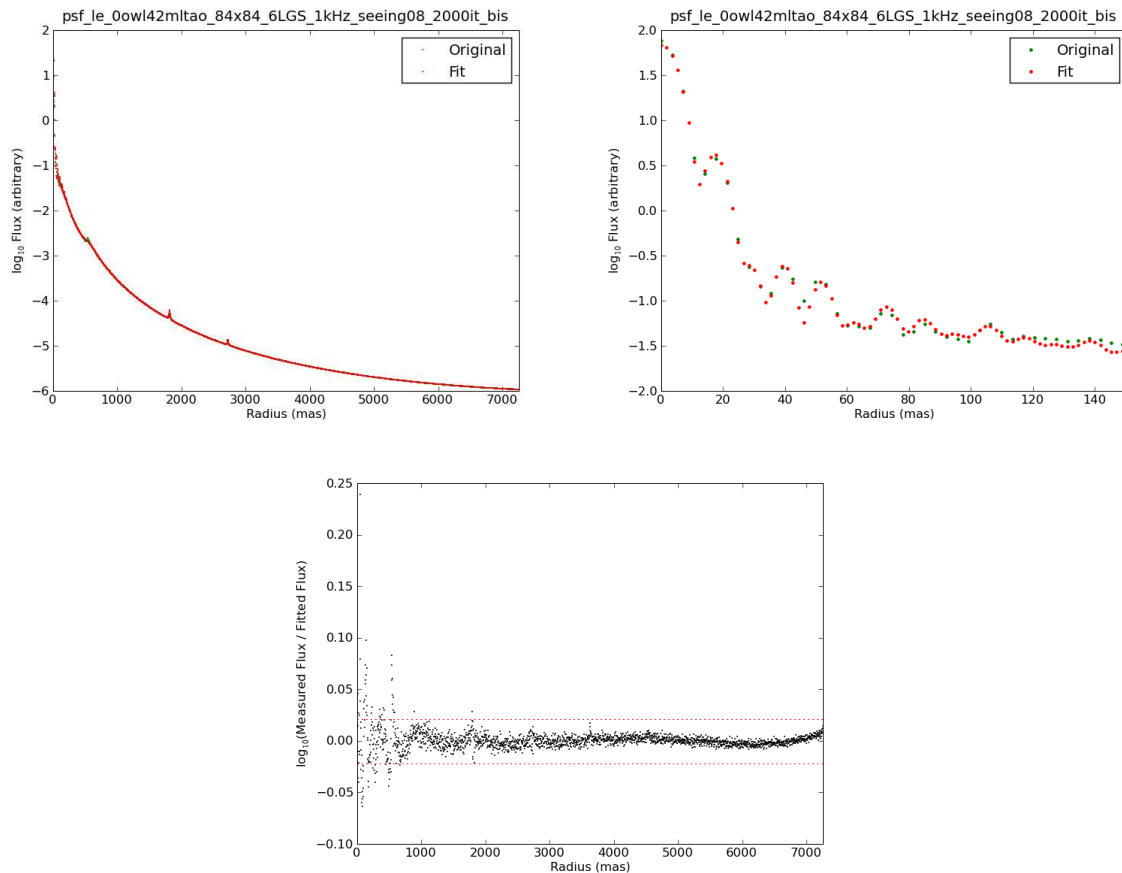 psf_le_0owl42mltao_84x84_6LGS_1kHz_seeing08_2000it_bis
2
1
0
−1
−2
−3
−4
−5
−6
log₁₀ Flux (arbitrary)
Original
Fit
0 1000 2000 3000 4000 5000 6000 7000
Radius (mas)
psf_le_0owl42mltao_84x84_6LGS_1kHz_seeing08_2000it_bis
2.0
1.5
1.0
0.5
0.0
−0.5
−1.0
−1.5
−2.0
log₁₀ Flux (arbitrary)
Original
Fit
0 20 40 60 80 100 120 140
Radius (mas)
0.25
0.20
0.15
0.10
0.05
0.00
−0.05
−0.10
log₁₀(Measured Flux / Fitted Flux)
0 1000 2000 3000 4000 5000 6000 7000
Radius (mas)